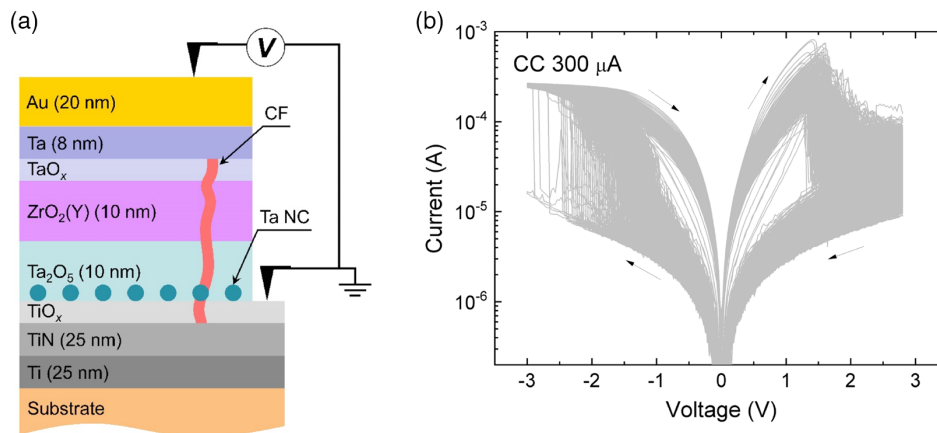 (a)
V
Au (20 nm)
CF
Ta (8 nm)
TaOₓ
ZrO₂(Y) (10 nm)
Ta NC
Ta₂O₅ (10 nm)
TiOₓ
TiN (25 nm)
Ti (25 nm)
Substrate
(b)
CC 300 μA
Current (A)
10⁻³
10⁻⁴
10⁻⁵
10⁻⁶
-3 -2 -1 0 1 2 3
Voltage (V)